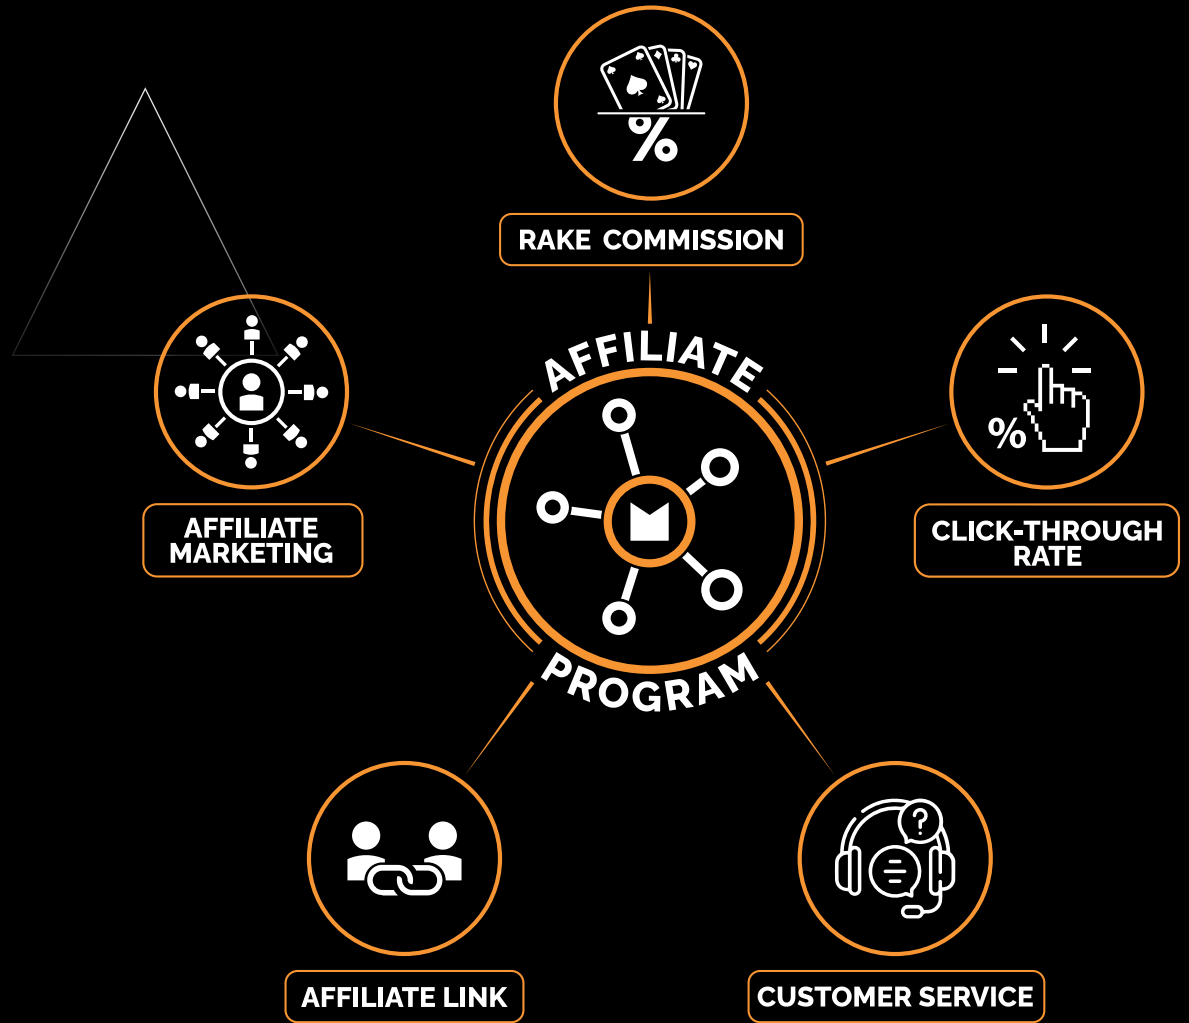 %
RAKE COMMISSION
AFFILIATE
PROGRAM
AFFILIATE
MARKETING
%
CLICK-THROUGH
RATE
AFFILIATE LINK
?
CUSTOMER SERVICE